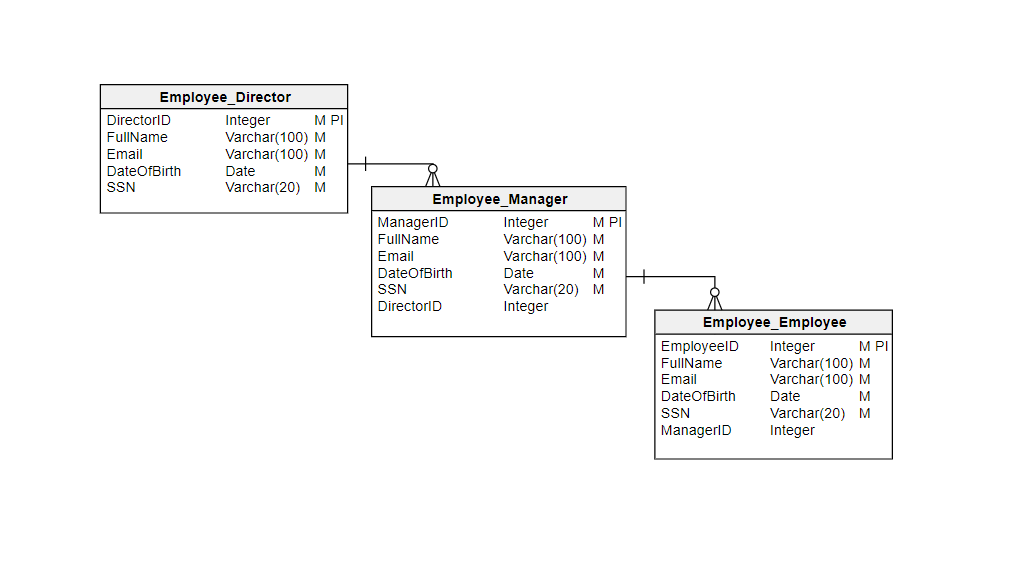 Employee_Director
DirectorID Integer M PI
FullName Varchar(100) M
Email Varchar(100) M
DateOfBirth Date M
SSN Varchar(20) M
Employee_Manager
ManagerID Integer M PI
FullName Varchar(100) M
Email Varchar(100) M
DateOfBirth Date M
SSN Varchar(20) M
DirectorID Integer
Employee_Employee
EmployeeID Integer M PI
FullName Varchar(100) M
Email Varchar(100) M
DateOfBirth Date M
SSN Varchar(20) M
ManagerID Integer